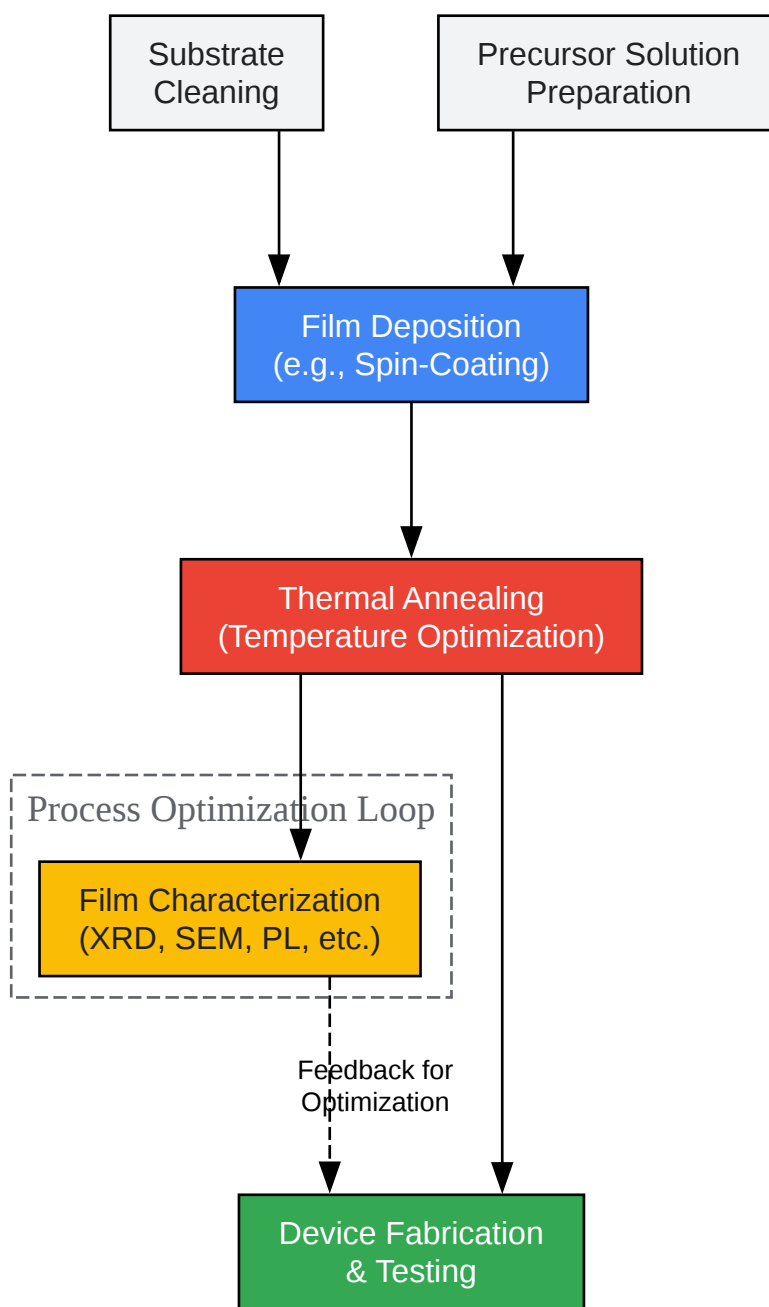 Substrate
Cleaning
Precursor Solution
Preparation
Film Deposition
(e.g., Spin-Coating)
Thermal Annealing
(Temperature Optimization)
Process Optimization Loop
Film Characterization
(XRD, SEM, PL, etc.)
Feedback for
Optimization
Device Fabrication
& Testing